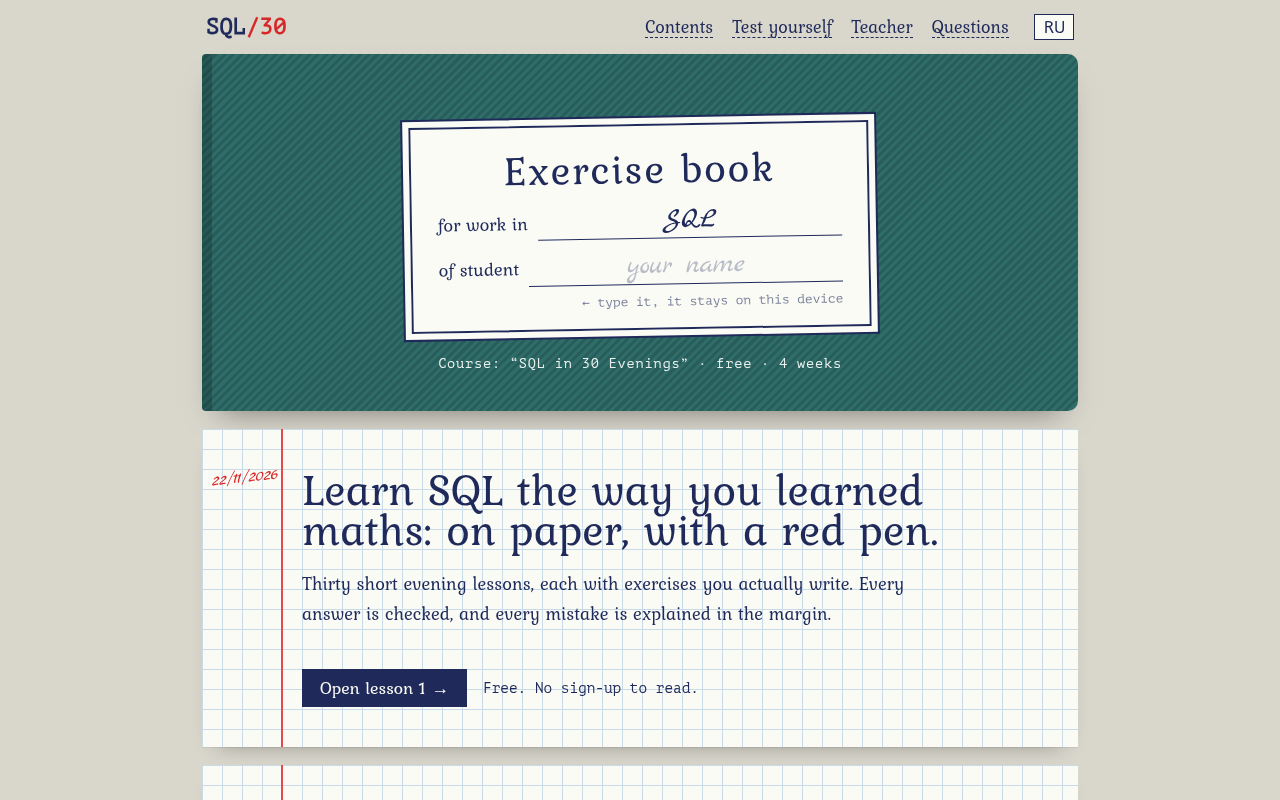 SQL/30
Contents
Test yourself
Teacher
Questions
RU
Exercise book
for work in SQL
of student your name
← type it, it stays on this device
Course: “SQL in 30 Evenings” · free · 4 weeks
22/11/2026
Learn SQL the way you learned
maths: on paper, with a red pen.
Thirty short evening lessons, each with exercises you actually write. Every
answer is checked, and every mistake is explained in the margin.
Open lesson 1 →
Free. No sign-up to read.